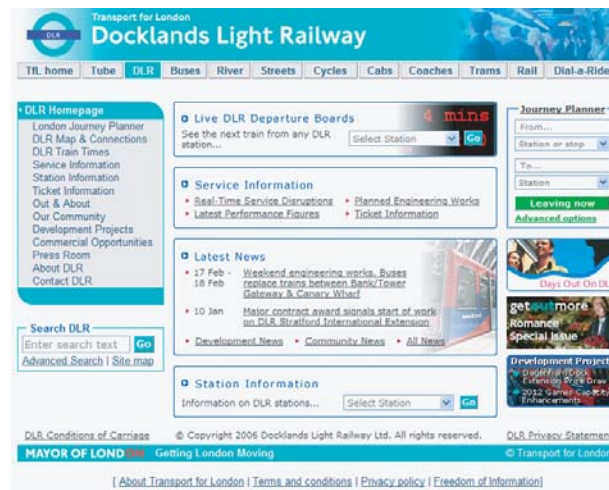 DLR
Transport for London
Docklands Light Railway
TfL home Tube DLR Buses River Streets Cycles Cabs Coaches Trams Rail Dial-a-Ride
DLR Homepage
London Journey Planner
DLR Map & Connections
DLR Train Times
Service Information
Station Information
Ticket Information
Out & About
Our Community
Development Projects
Commercial Opportunities
Press Room
About DLR
Contact DLR
Search DLR
Enter search text Go
Advanced Search | Site map
Live DLR Departure Boards
4 mins
See the next train from any DLR
station...
Select Station Go
Service Information
Real-Time Service Disruptions Planned Engineering Works
Latest Performance Figures Ticket Information
Latest News
17 Feb - Weekend engineering works. Buses
18 Feb replace trains between Bank/Tower
Gateway & Canary Wharf
10 Jan Major contract award signals start of work
on DLR Stratford International Extension
Development News Community News All News
Station Information
Information on DLR stations... Select Station Go
Journey Planner
From...
Station or stop
To...
Station
Leaving now
Advanced options
Days Out On DL
get out more
Romance
Special Issue
Development Project
Dagenham Dock
Extension Prize Draw
2012 Games Capacity
Enhancements
DLR Conditions of Carriage © Copyright 2006 Docklands Light Railway Ltd. All rights reserved. DLR Privacy Statemen
MAYOR OF LONDON Getting London Moving © Transport for London
[ About Transport for London | Terms and conditions | Privacy policy | Freedom of Information]